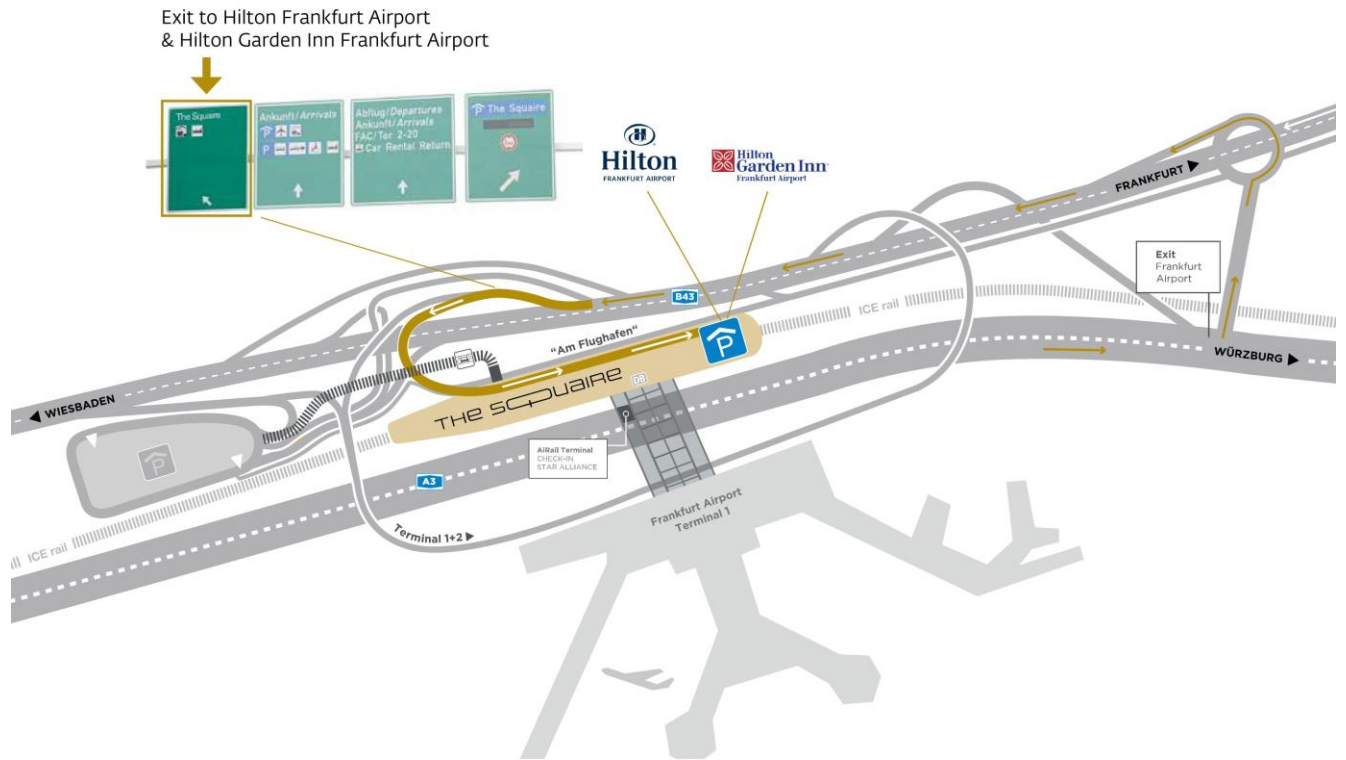 Exit to Hilton Frankfurt Airport
& Hilton Garden Inn Frankfurt Airport
The Squaire
Ankunft/Arrivals
P
Abflug/Departures
Ankunft/Arrivals
FAC/Tor 2-20
Car Rental Return
P The Squaire
H
Hilton
FRANKFURT AIRPORT
Hilton
Garden Inn
Frankfurt Airport
FRANKFURT
Exit
Frankfurt
Airport
B43
ICE rail
"Am Flughafen"
P
WÜRZBURG
WIESBADEN
THE SQUAIRE
DB
P
AiRail Terminal
CHECK-IN
STAR ALLIANCE
A3
Frankfurt Airport
Terminal 1
Terminal 1+2
ICE rail